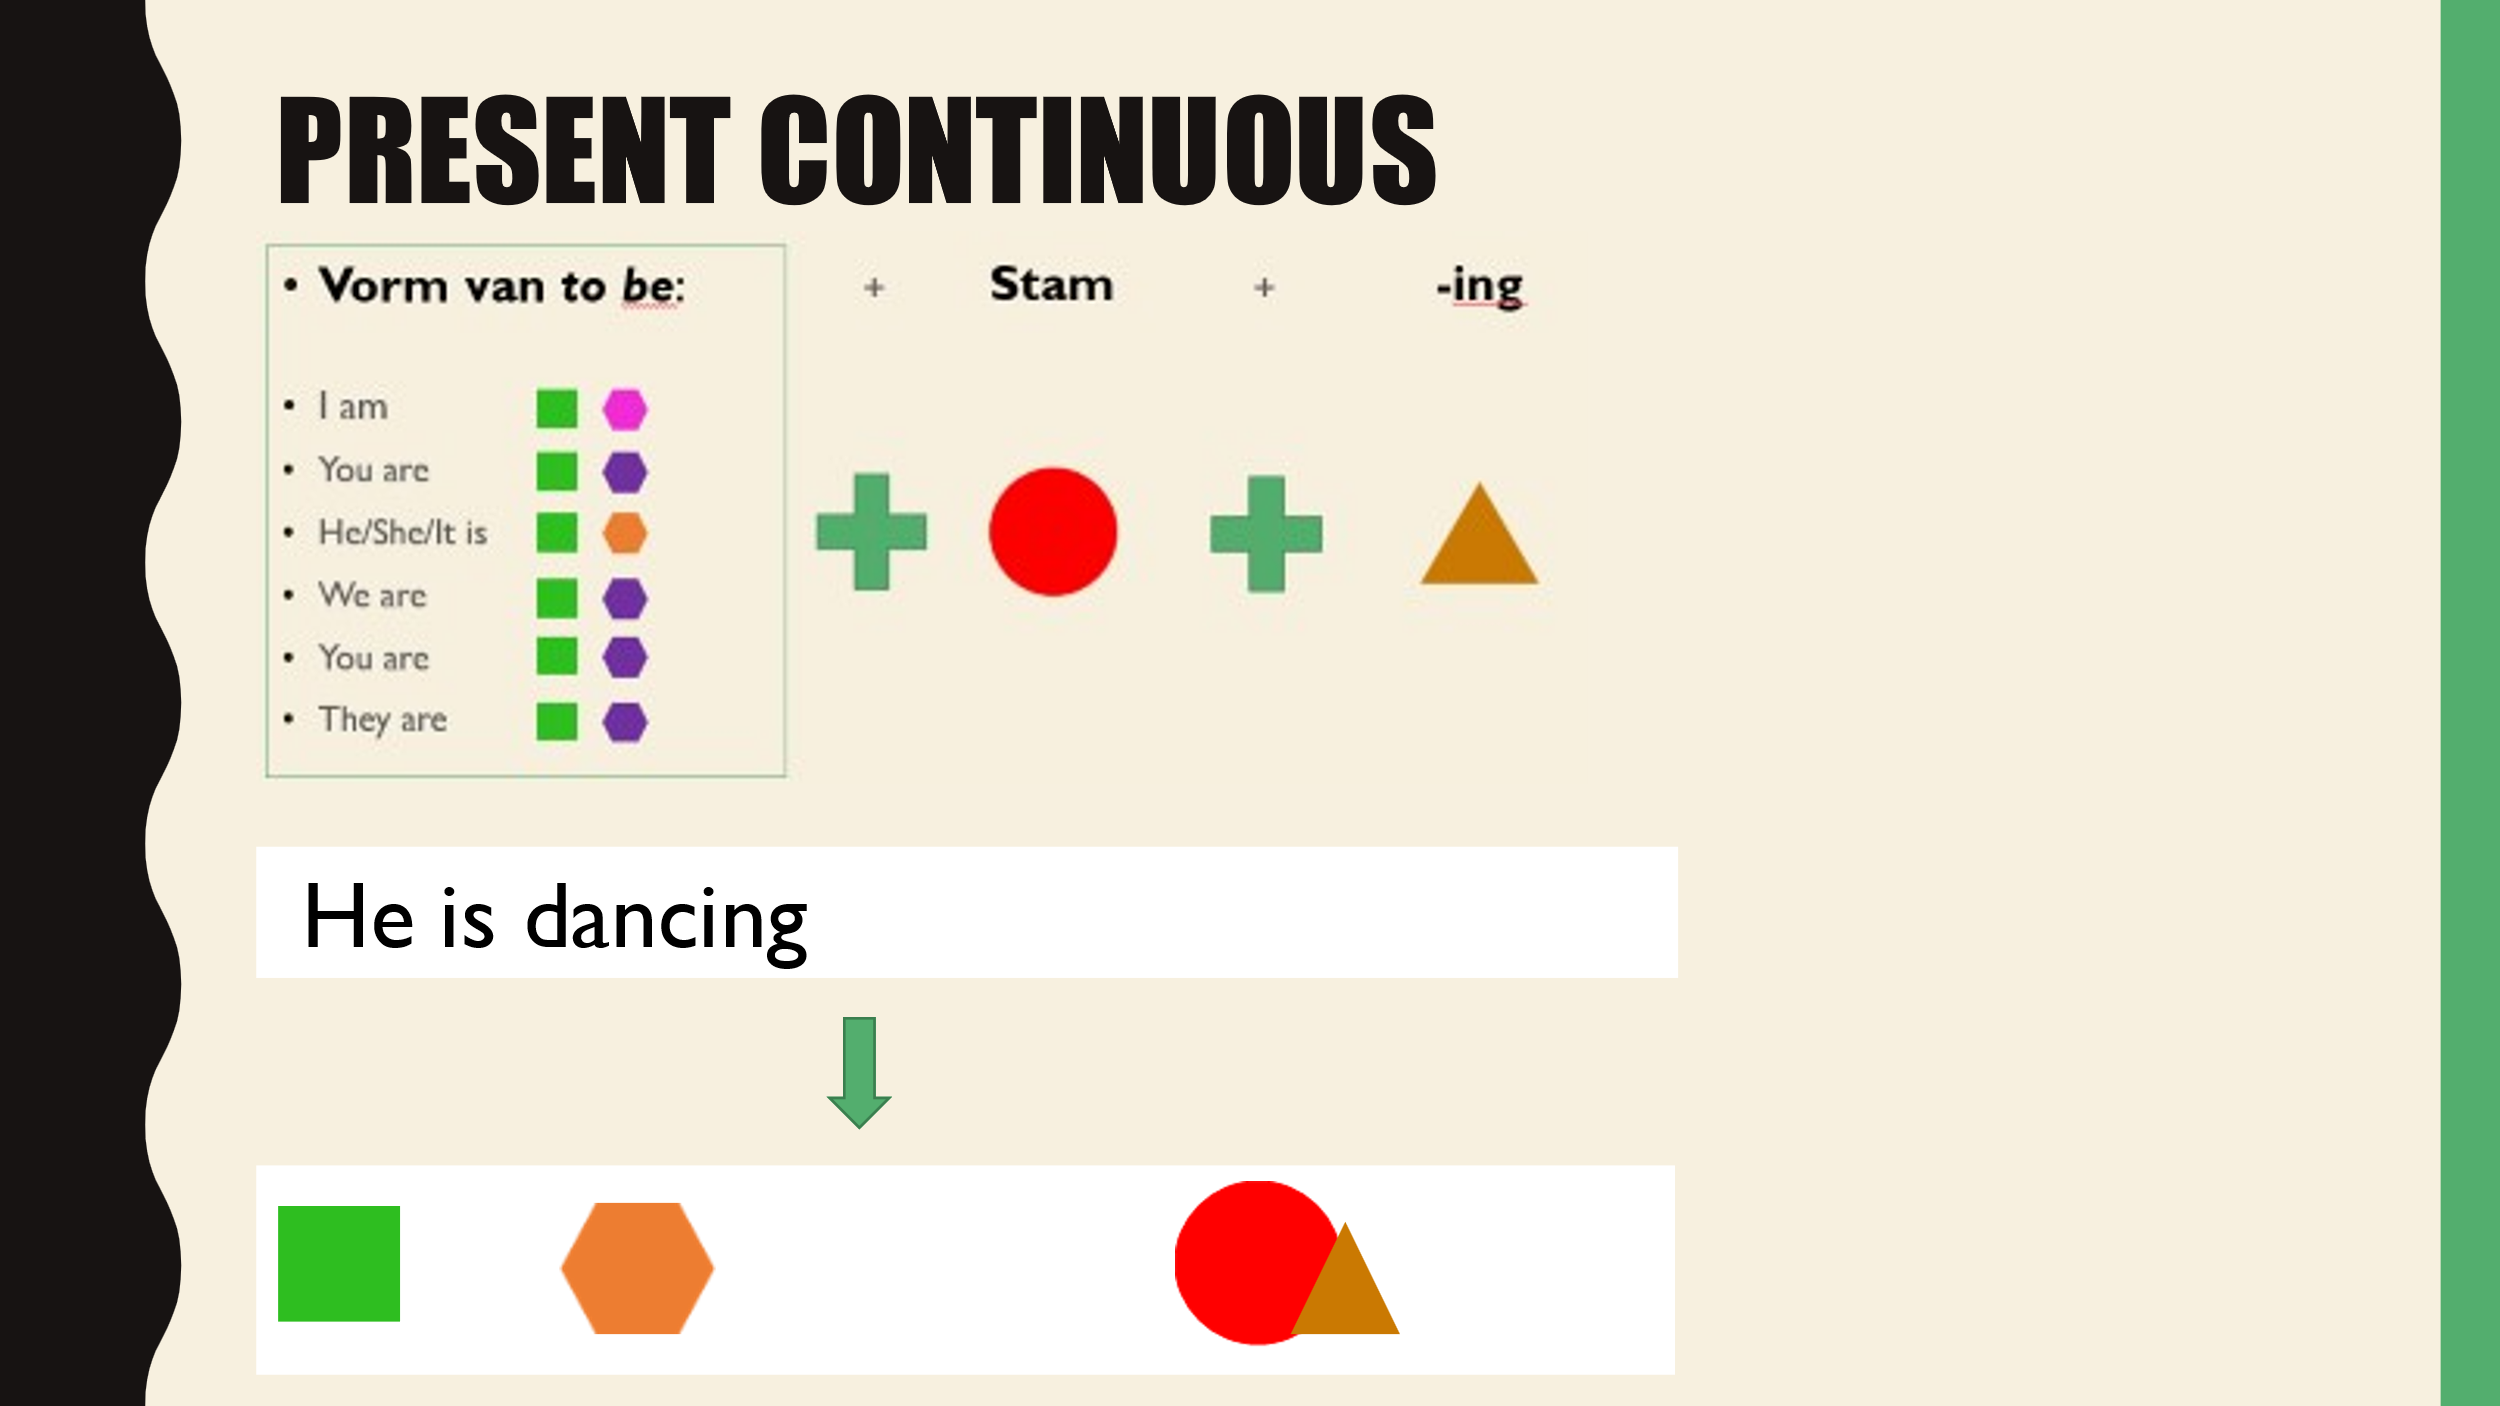 PRESENT CONTINUOUS
• Vorm van to be: + Stam + -ing
• I am
• You are
• He/She/It is
• We are
• You are
• They are
He is dancing